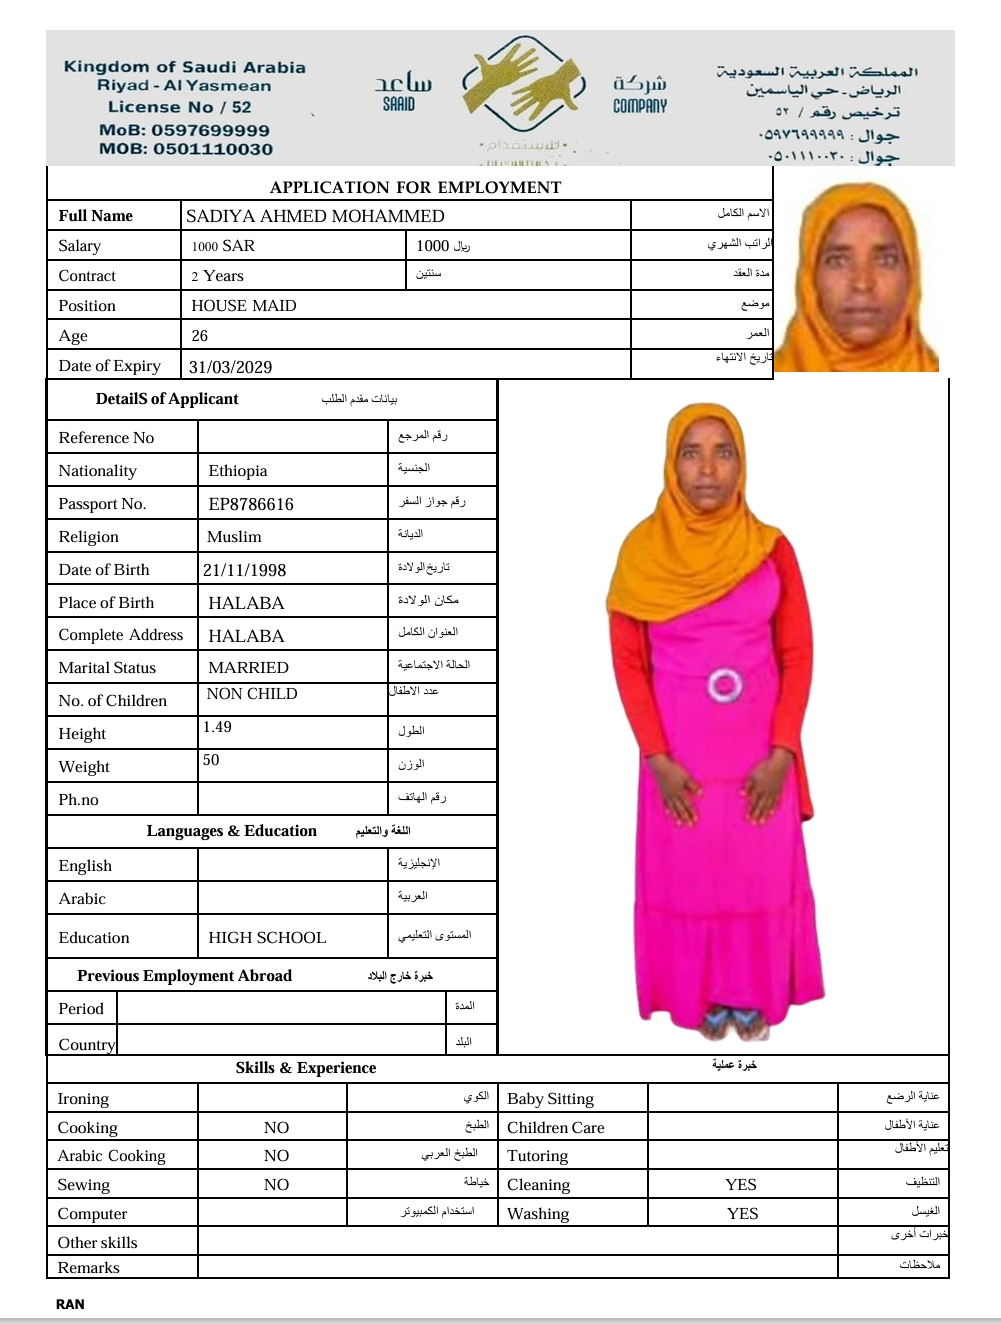 Kingdom of Saudi Arabia
Riyad - Al Yasmean
License No / 52
MoB: 0597699999
MOB: 0501110030
ساعد
SAAID
شركة
COMPANY
للاستقدام
المملكة العربية السعودية
الرياض - حي الياسمين
ترخيص رقم / ٥٢
جوال : ٠٥٩٧٦٩٩٩٩٩
جوال : ٠٥٠١١١٠٠٣٠
APPLICATION FOR EMPLOYMENT
Full Name SADIYA AHMED MOHAMMED الاسم الكامل
Salary 1000 SAR 1000 ريال الراتب الشهري
Contract 2 Years سنتين مدة العقد
Position HOUSE MAID موضع
Age 26 العمر
Date of Expiry 31/03/2029 تاريخ الانتهاء
DetailS of Applicant بيانات مقدم الطلب
Reference No رقم المرجع
Nationality Ethiopia الجنسية
Passport No. EP8786616 رقم جواز السفر
Religion Muslim الديانة
Date of Birth 21/11/1998 تاريخ الولادة
Place of Birth HALABA مكان الولادة
Complete Address HALABA العنوان الكامل
Marital Status MARRIED الحالة الاجتماعية
No. of Children NON CHILD عدد الاطفال
Height 1.49 الطول
Weight 50 الوزن
Ph.no رقم الهاتف
Languages & Education اللغة والتعليم
English الإنجليزية
Arabic العربية
Education HIGH SCHOOL المستوى التعليمي
Previous Employment Abroad خبرة خارج البلاد
Period المدة
Country البلد
Skills & Experience خبرة عملية
Ironing الكوي Baby Sitting عناية الرضع
Cooking NO الطبخ Children Care عناية الأطفال
Arabic Cooking NO الطبخ العربي Tutoring تعليم الأطفال
Sewing NO خياطة Cleaning YES التنظيف
Computer استخدام الكمبيوتر Washing YES الغيسل
Other skills خبرات أخرى
Remarks ملاحظات
RAN